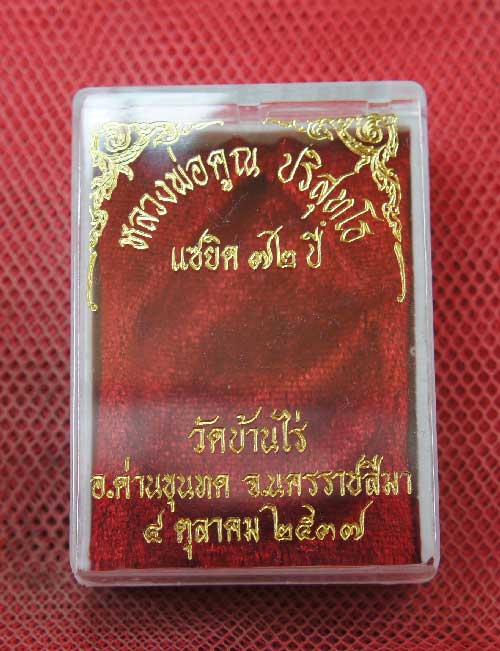 หลวงพ่อคูณ ปริสุทโธ
แซยิด ๗๒ ปี
วัดบ้านไร่
อ.ด่านขุนทด จ.นครราชสีมา
๔ ตุลาคม ๒๕๓๗